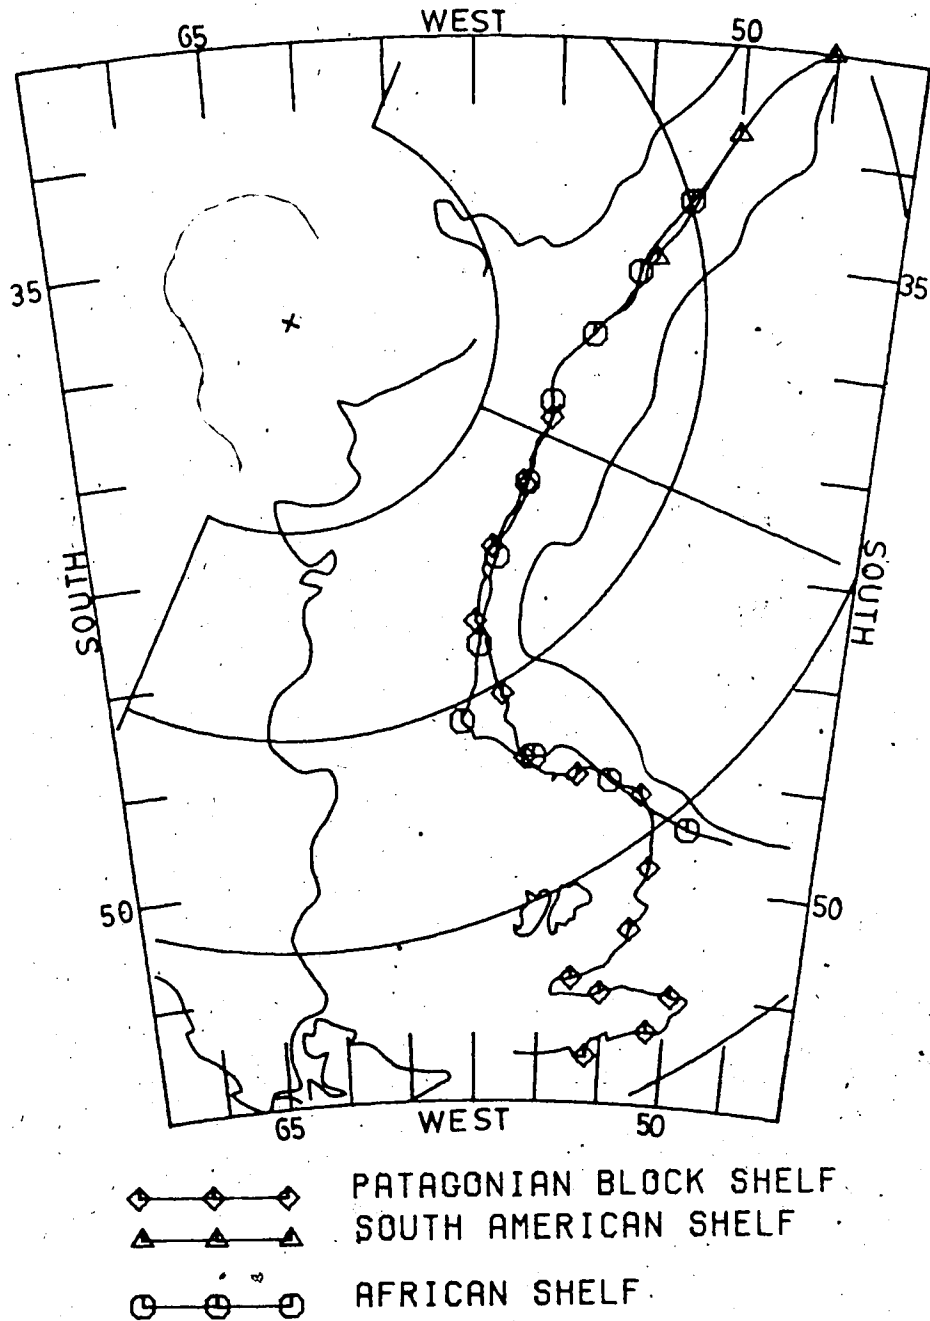 WEST
65 50
35 35
SOUTH SOUTH
50 50
65 WEST 50
PATAGONIAN BLOCK SHELF
SOUTH AMERICAN SHELF
AFRICAN SHELF